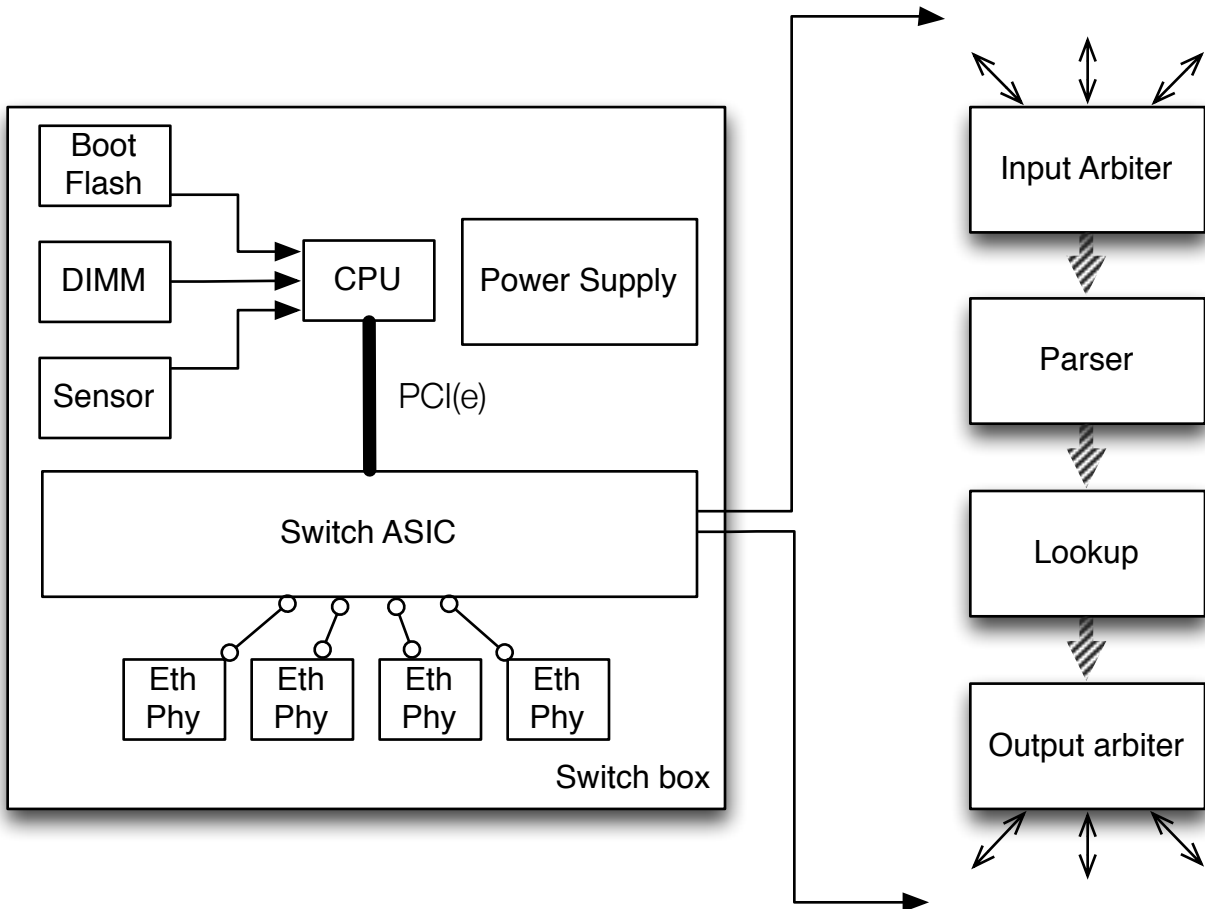 Boot
Flash
DIMM
Sensor
CPU
Power Supply
PCI(e)
Switch ASIC
Eth
Phy
Eth
Phy
Eth
Phy
Eth
Phy
Switch box
Input Arbiter
Parser
Lookup
Output arbiter